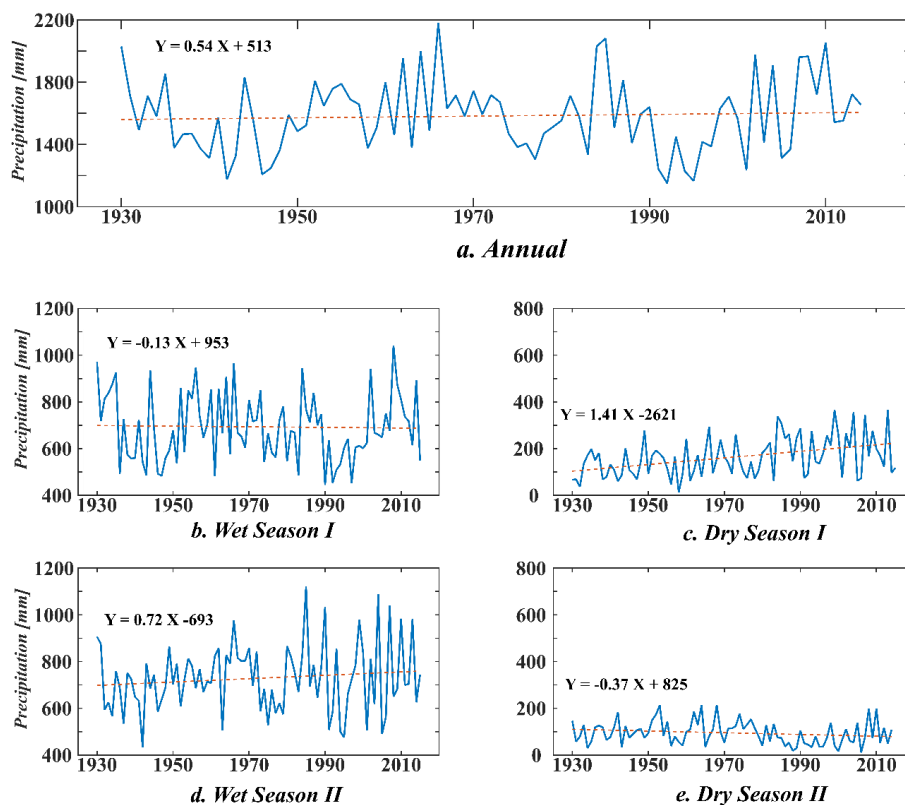 2200
1800
1400
1000
Precipitation [mm]
Y = 0.54 X + 513
1930 1950 1970 1990 2010
a. Annual
1200
1000
800
600
400
Precipitation [mm]
Y = -0.13 X + 953
1930 1950 1970 1990 2010
b. Wet Season I
800
600
400
200
0
Y = 1.41 X -2621
1930 1950 1970 1990 2010
c. Dry Season I
1200
1000
800
600
400
Precipitation [mm]
Y = 0.72 X -693
1930 1950 1970 1990 2010
d. Wet Season II
800
600
400
200
0
Y = -0.37 X + 825
1930 1950 1970 1990 2010
e. Dry Season II